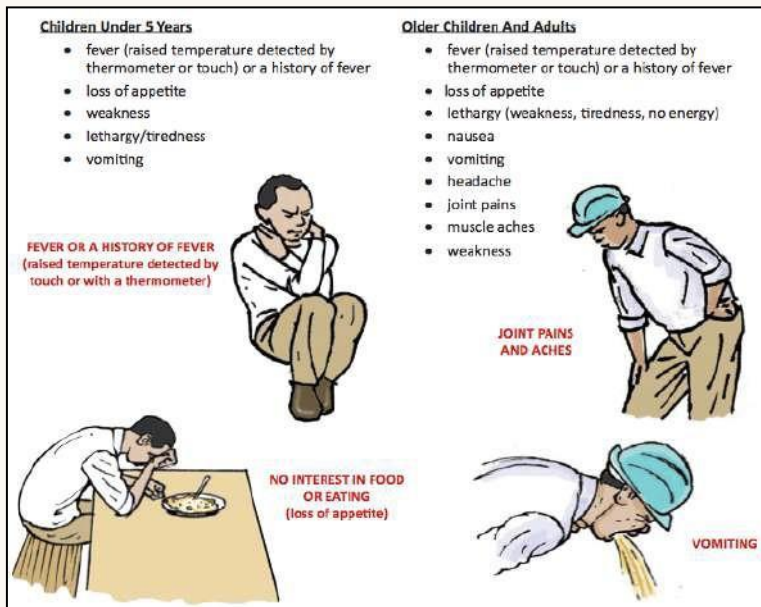 Children Under 5 Years
• fever (raised temperature detected by
thermometer or touch) or a history of fever
• loss of appetite
• weakness
• lethargy/tiredness
• vomiting
Older Children And Adults
• fever (raised temperature detected by
thermometer or touch) or a history of fever
• loss of appetite
• lethargy (weakness, tiredness, no energy)
• nausea
• vomiting
• headache
• joint pains
• muscle aches
• weakness
FEVER OR A HISTORY OF FEVER
(raised temperature detected by
touch or with a thermometer)
JOINT PAINS
AND ACHES
NO INTEREST IN FOOD
OR EATING
(loss of appetite)
VOMITING